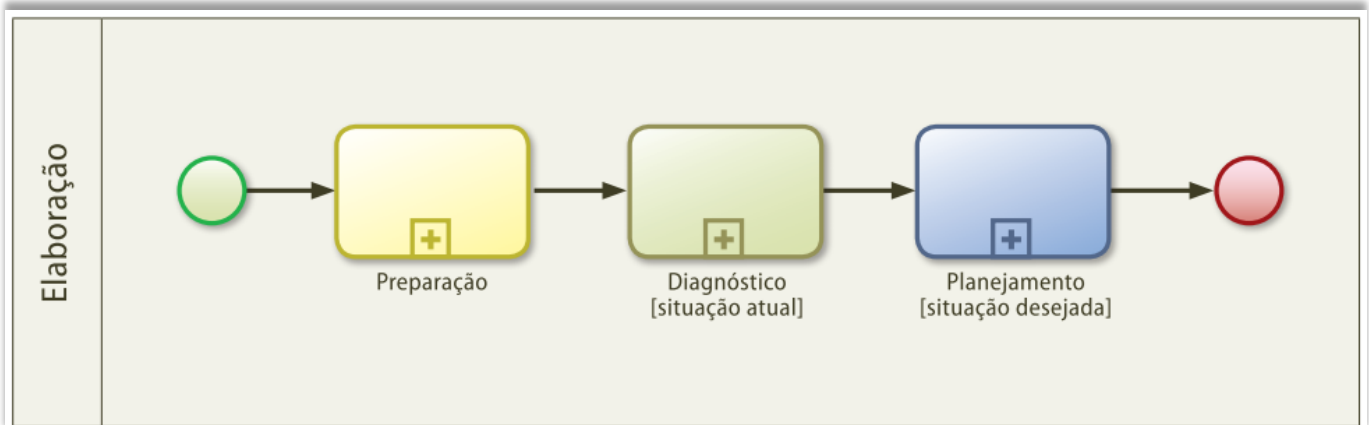 Elaboração
Preparação
Diagnóstico
[situação atual]
Planejamento
[situação desejada]